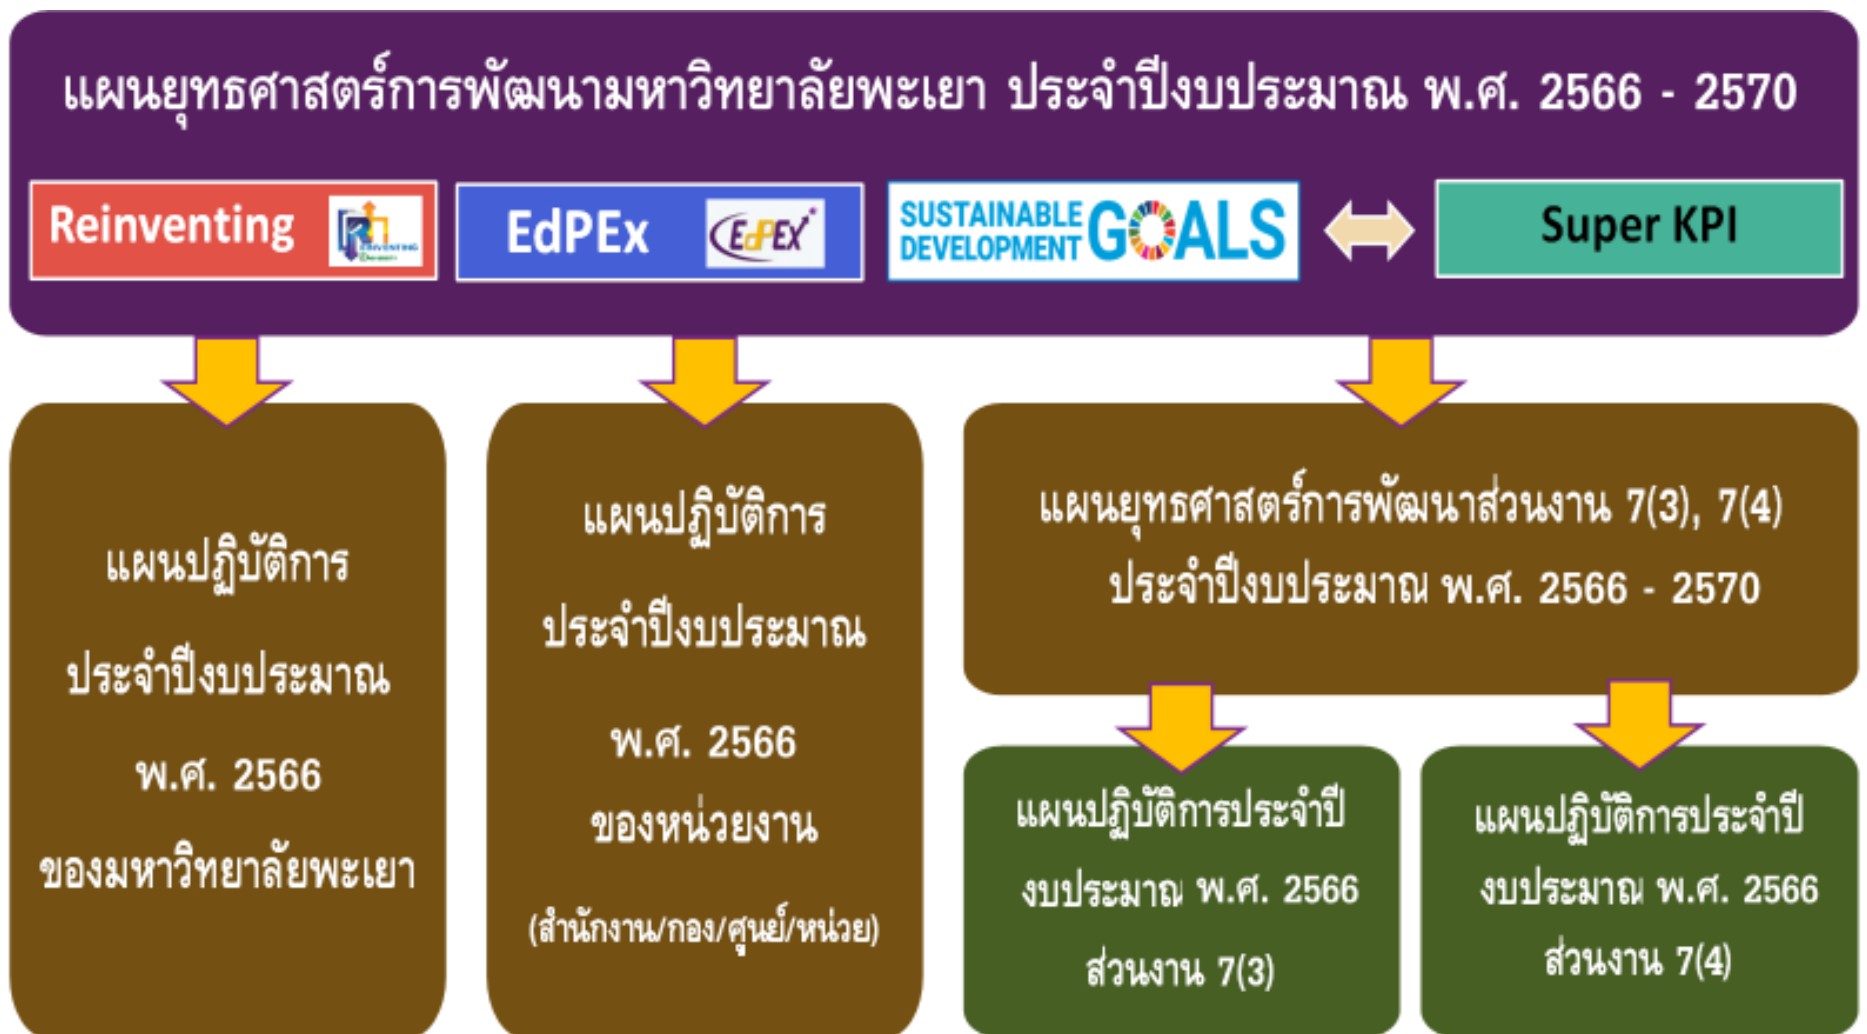 แผนยุทธศาสตร์การพัฒนามหาวิทยาลัยพะเยา ประจำปีงบประมาณ พ.ศ. 2566 - 2570
Reinventing
REINVENTING
UNIVERSITY
EdPEx
EdPEX
SUSTAINABLE
DEVELOPMENT
GOALS
Super KPI
แผนปฏิบัติการ
ประจำปีงบประมาณ
พ.ศ. 2566
ของมหาวิทยาลัยพะเยา
แผนปฏิบัติการ
ประจำปีงบประมาณ
พ.ศ. 2566
ของหน่วยงาน
(สำนักงาน/กอง/ศูนย์/หน่วย)
แผนยุทธศาสตร์การพัฒนาส่วนงาน 7(3), 7(4)
ประจำปีงบประมาณ พ.ศ. 2566 - 2570
แผนปฏิบัติการประจำปี
งบประมาณ พ.ศ. 2566
ส่วนงาน 7(3)
แผนปฏิบัติการประจำปี
งบประมาณ พ.ศ. 2566
ส่วนงาน 7(4)